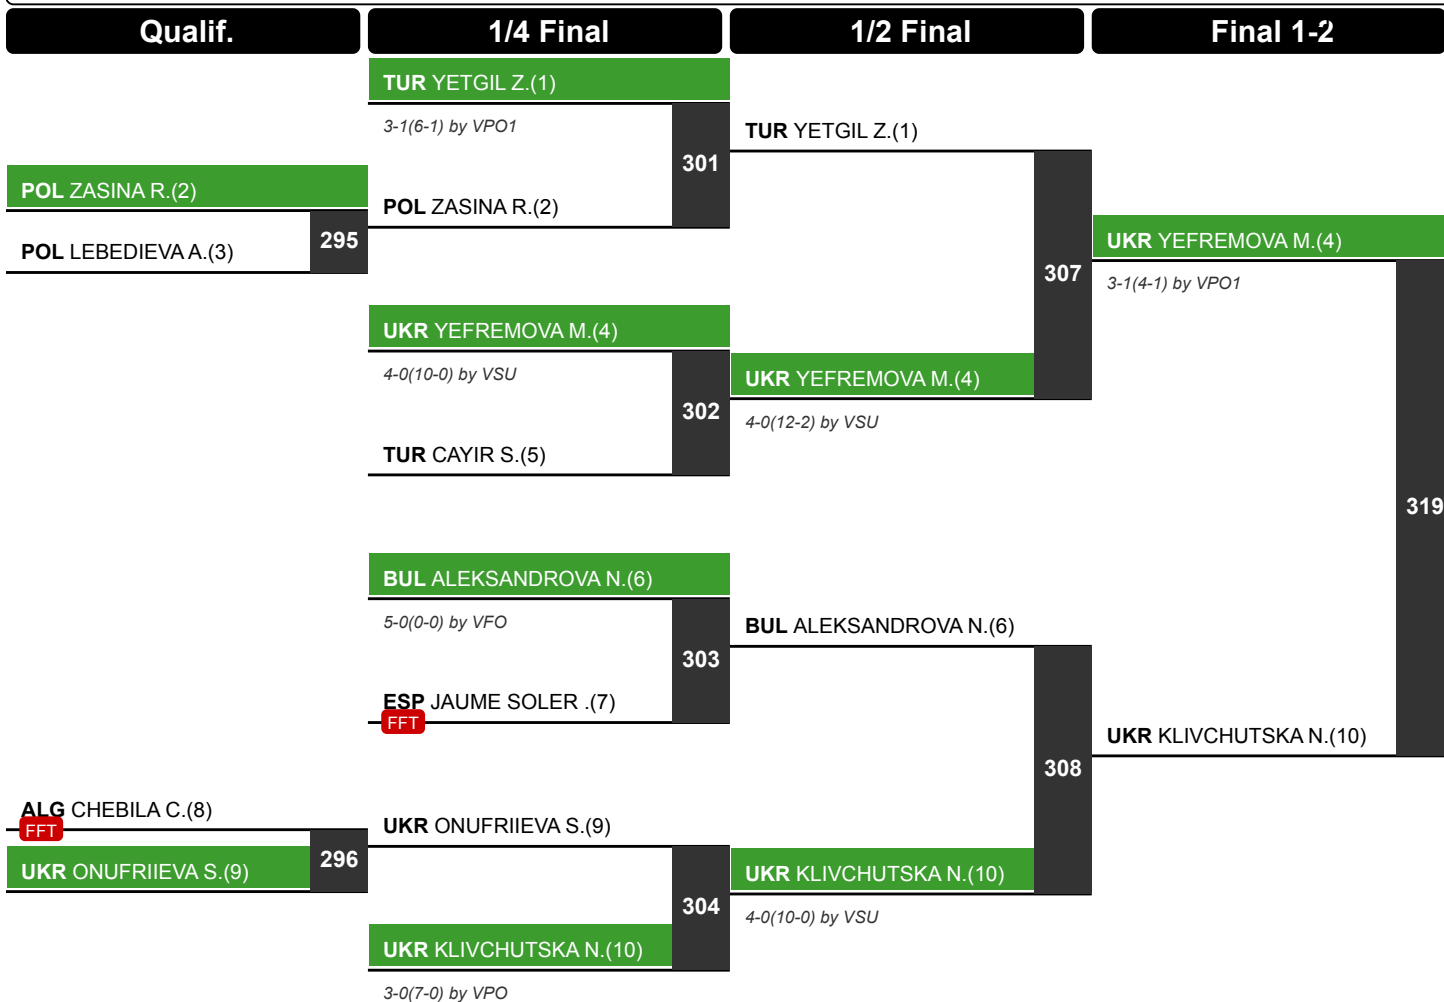 Qualif.
1/4 Final
1/2 Final
Final 1-2
TUR YETGIL Z.(1)
3-1(6-1) by VPO1
TUR YETGIL Z.(1)
301
POL ZASINA R.(2)
POL ZASINA R.(2)
295
POL LEBEDIEVA A.(3)
UKR YEFREMOVA M.(4)
307
3-1(4-1) by VPO1
UKR YEFREMOVA M.(4)
4-0(10-0) by VSU
UKR YEFREMOVA M.(4)
302
4-0(12-2) by VSU
TUR CAYIR S.(5)
319
BUL ALEKSANDROVA N.(6)
5-0(0-0) by VFO
BUL ALEKSANDROVA N.(6)
303
ESP JAUME SOLER .(7)
FFT
UKR KLIVCHUTSKA N.(10)
308
ALG CHEBILA C.(8)
FFT
UKR ONUFRIIEVA S.(9)
296
UKR ONUFRIIEVA S.(9)
UKR KLIVCHUTSKA N.(10)
304
4-0(10-0) by VSU
UKR KLIVCHUTSKA N.(10)
3-0(7-0) by VPO